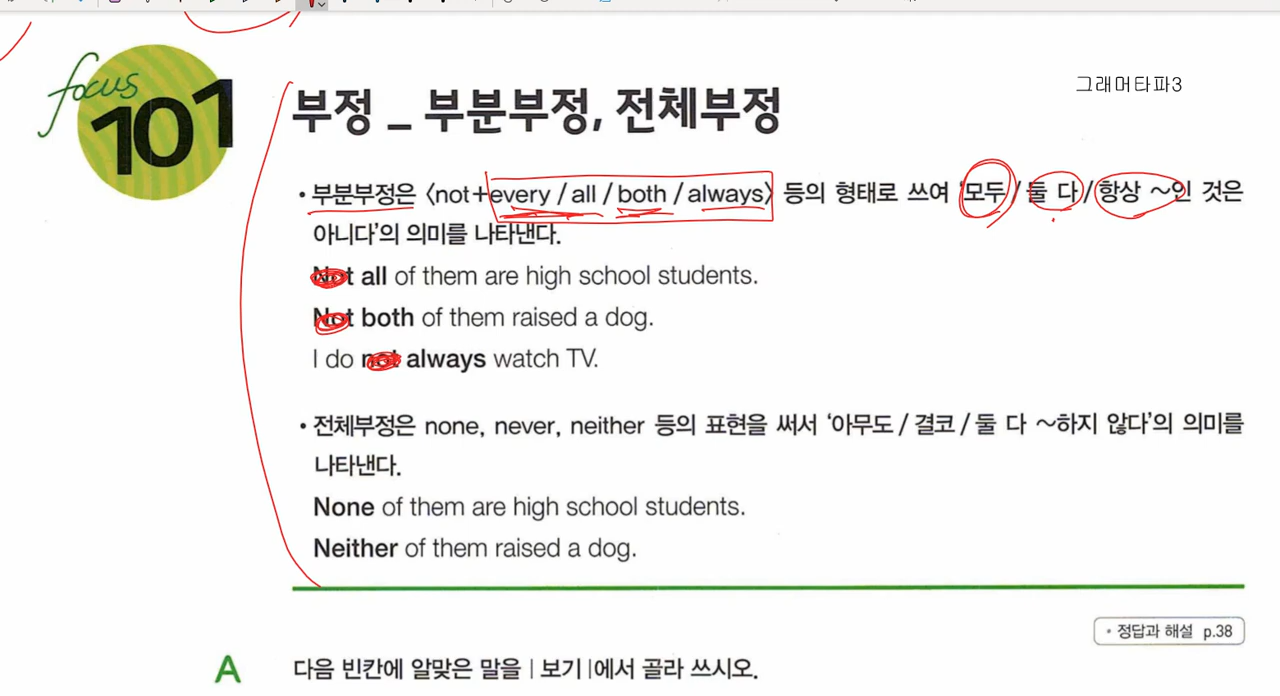 그래머타파3
focus
101
부정 _ 부분부정, 전체부정
• 부분부정은 〈not+every / all / both / always〉 등의 형태로 쓰여 ‘모두 / 둘 다 / 항상 ~인 것은
아니다’의 의미를 나타낸다.
Not all of them are high school students.
Not both of them raised a dog.
I do not always watch TV.
• 전체부정은 none, never, neither 등의 표현을 써서 ‘아무도 / 결코 / 둘 다 ~하지 않다’의 의미를
나타낸다.
None of them are high school students.
Neither of them raised a dog.
• 정답과 해설 p.38
A 다음 빈칸에 알맞은 말을 | 보기 |에서 골라 쓰시오.